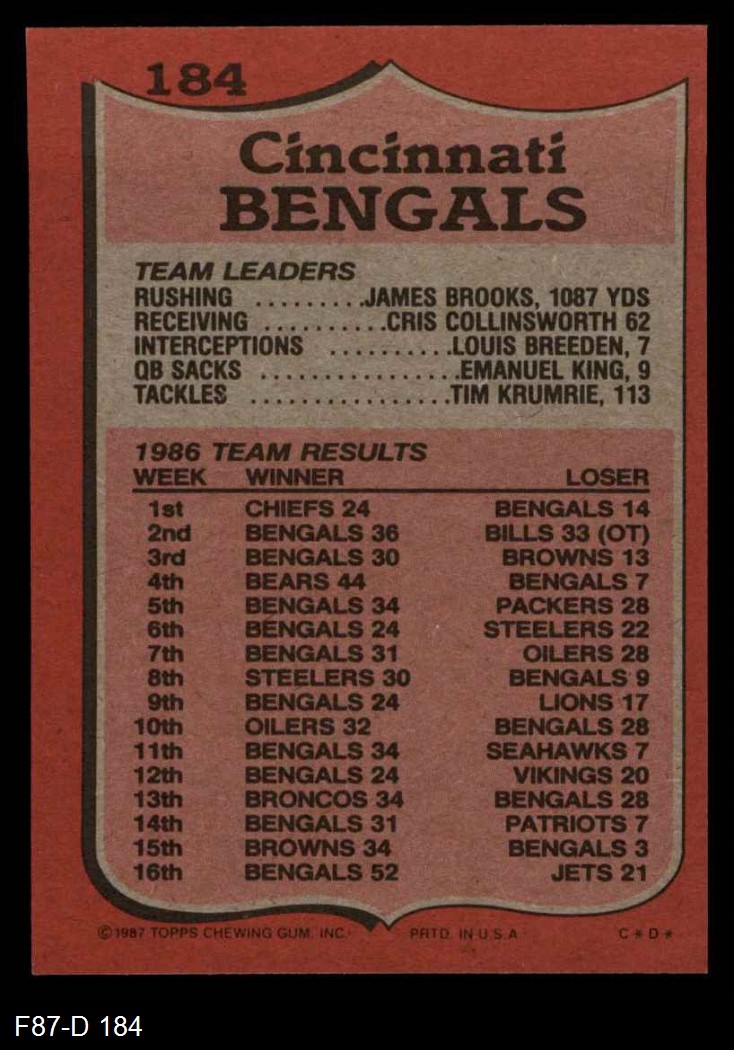 184
Cincinnati
BENGALS
TEAM LEADERS
RUSHING .........JAMES BROOKS, 1087 YDS
RECEIVING ..........CRIS COLLINSWORTH 62
INTERCEPTIONS ..........LOUIS BREEDEN, 7
QB SACKS ................EMANUEL KING, 9
TACKLES ................TIM KRUMRIE, 113
1986 TEAM RESULTS
WEEK WINNER LOSER
1st CHIEFS 24 BENGALS 14
2nd BENGALS 36 BILLS 33 (OT)
3rd BENGALS 30 BROWNS 13
4th BEARS 44 BENGALS 7
5th BENGALS 34 PACKERS 28
6th BENGALS 24 STEELERS 22
7th BENGALS 31 OILERS 28
8th STEELERS 30 BENGALS 9
9th BENGALS 24 LIONS 17
10th OILERS 32 BENGALS 28
11th BENGALS 34 SEAHAWKS 7
12th BENGALS 24 VIKINGS 20
13th BRONCOS 34 BENGALS 28
14th BENGALS 31 PATRIOTS 7
15th BROWNS 34 BENGALS 3
16th BENGALS 52 JETS 21
©1987 TOPPS CHEWING GUM, INC. PRTD. IN U.S.A. C*D*
F87-D 184